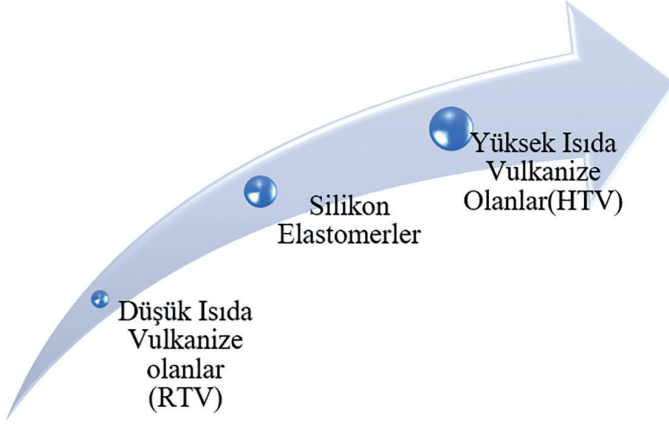 Yüksek Isıda
Vulkanize
Olanlar(HTV)
Silikon
Elastomerler
Düşük Isıda
Vulkanize
olanlar
(RTV)